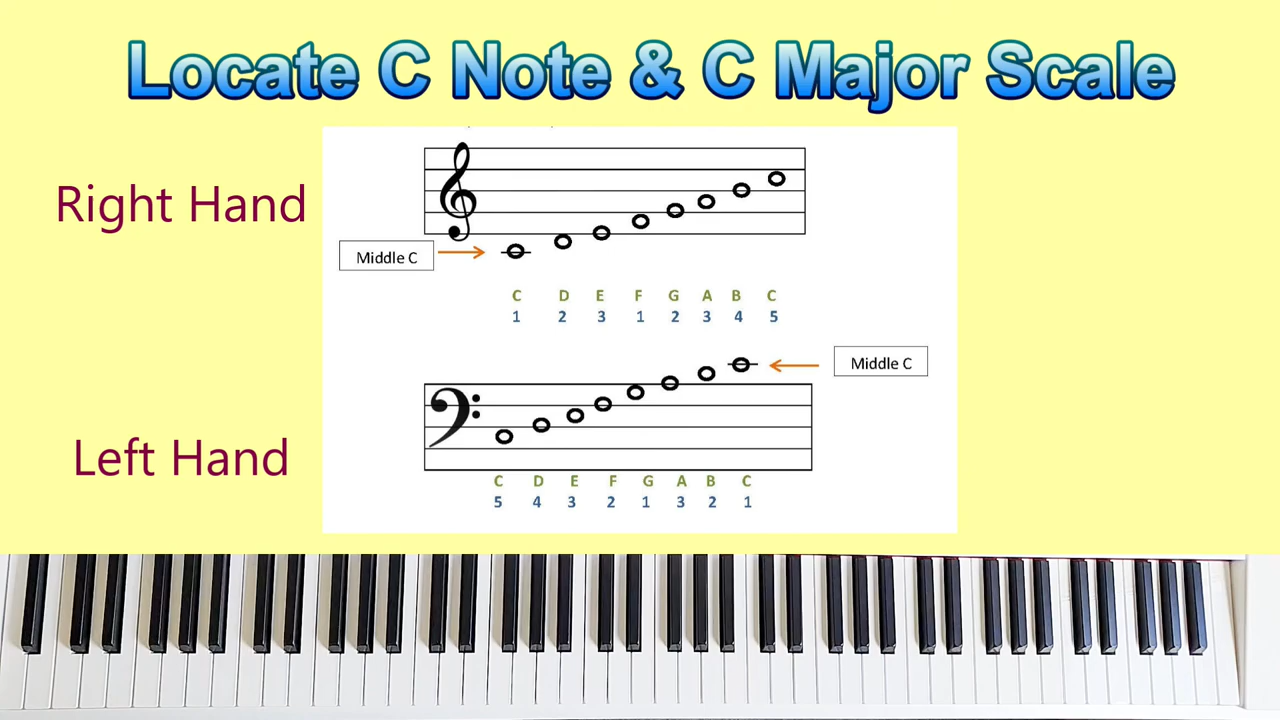 Locate C Note & C Major Scale
Right Hand
Middle C
C D E F G A B C
1 2 3 1 2 3 4 5
Middle C
Left Hand
C D E F G A B C
5 4 3 2 1 3 2 1